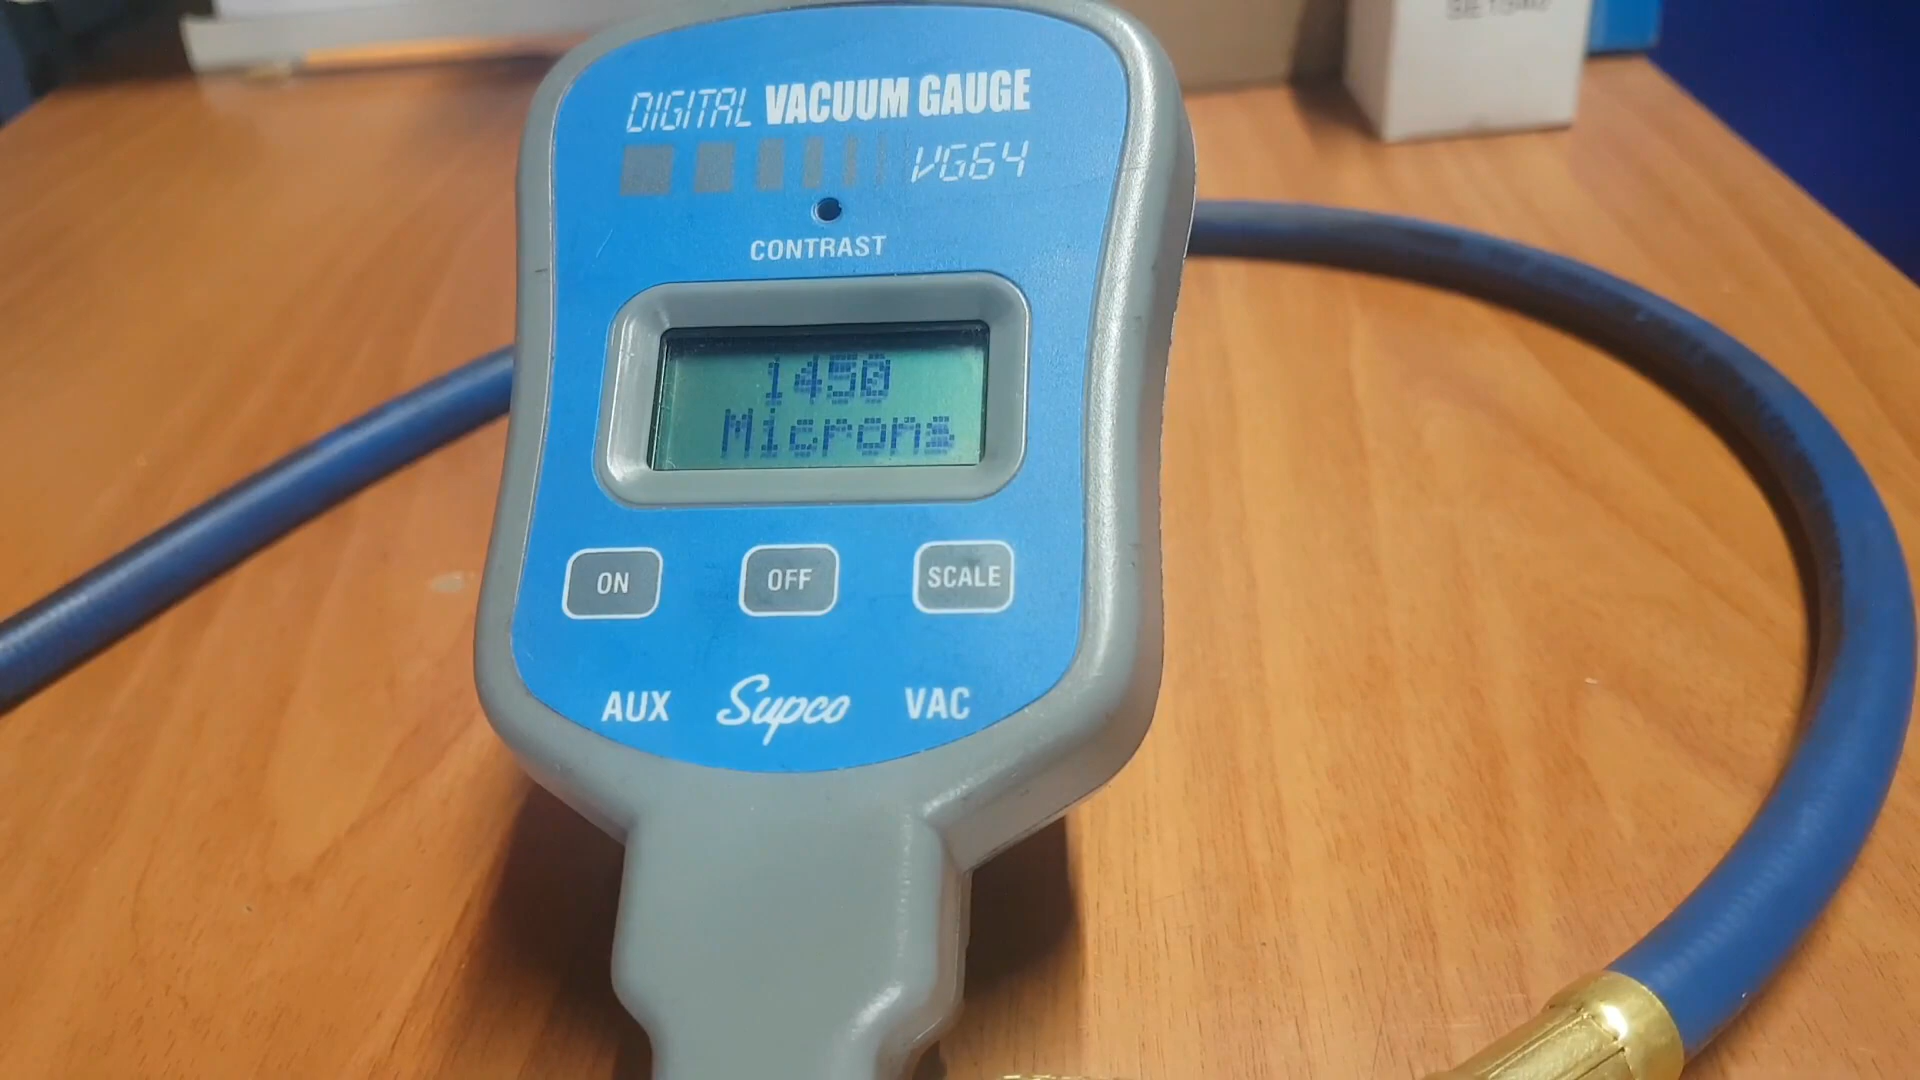 DIGITAL VACUUM GAUGE
VG64
CONTRAST
1450
Microns
ON OFF SCALE
AUX Supco VAC